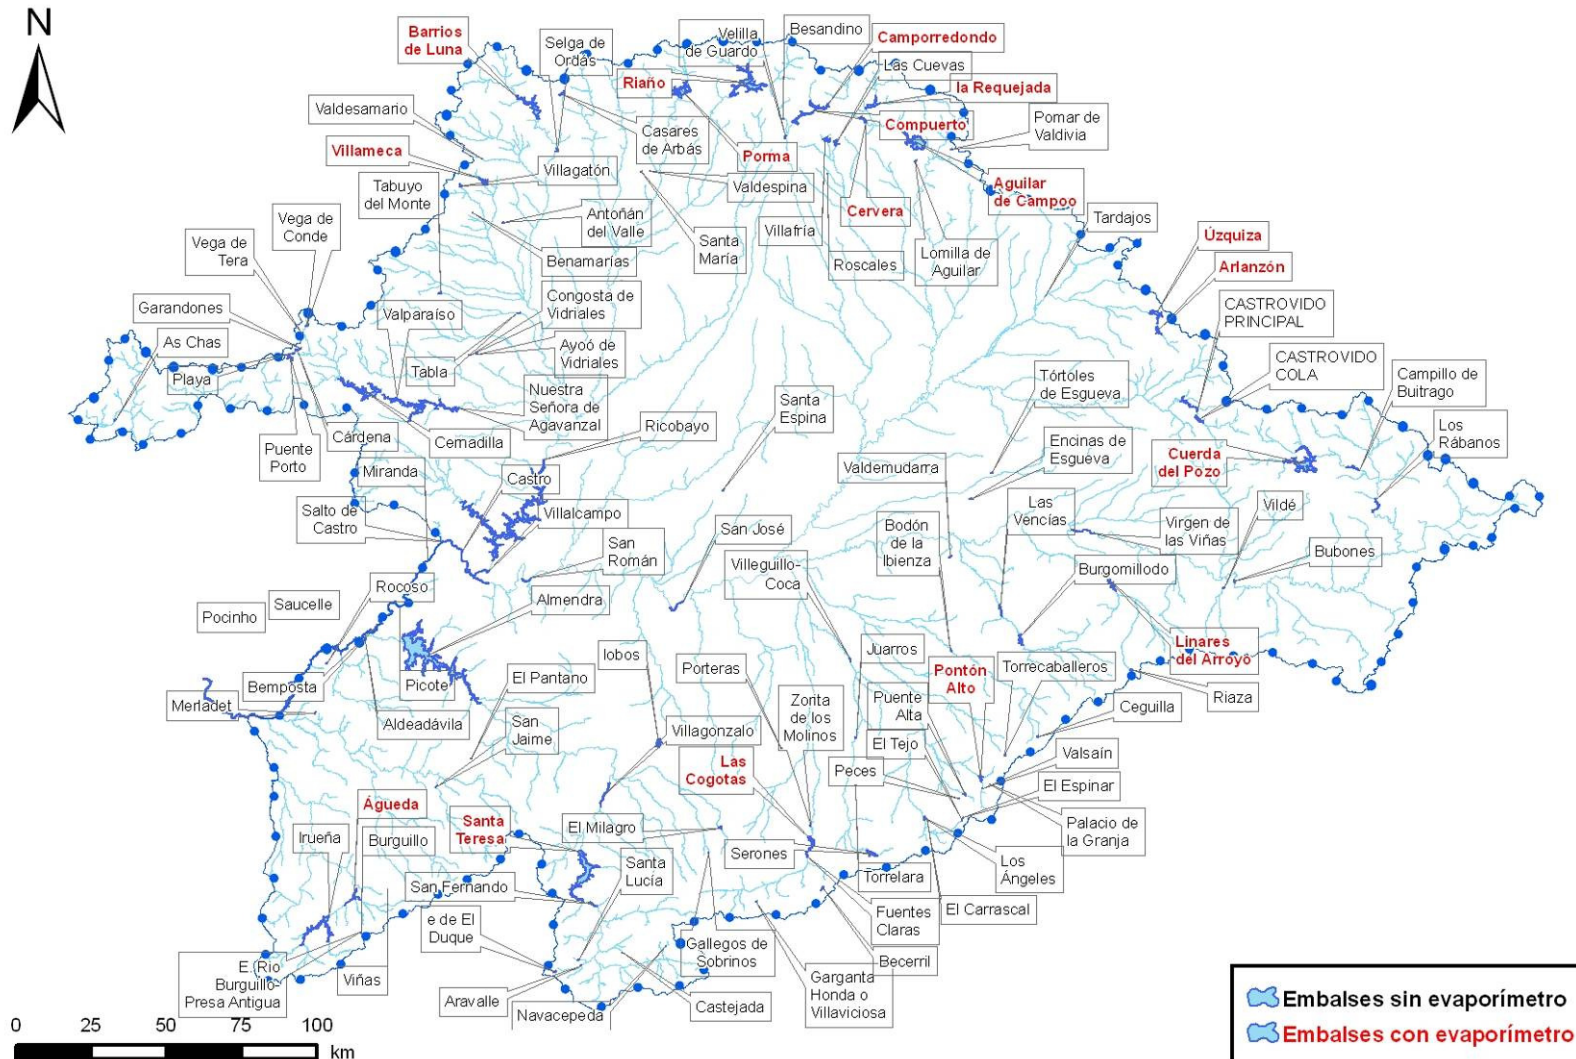 N
Barrios
de Luna
Selga de
Ordás
Velilla
de Guardo
Besandino
Camporredondo
Las Cuevas
Riaño
la Requejada
Valdesamario
Casares
de Arbás
Compuerto
Pomar de
Valdivia
Villameca
Villagatón
Porma
Tabuyo
del Monte
Valdespina
Aguilar
de Campoo
Vega de
Conde
Antoñán
del Valle
Santa
María
Villafría
Cervera
Tardajos
Vega de
Tera
Benamarías
Roscales
Lomilla de
Aguilar
Úzquiza
Arlanzón
Garandones
Valparaíso
Congosta de
Vidriales
CASTROVIDO
PRINCIPAL
As Chas
Ayoó de
Vidriales
CASTROVIDO
COLA
Playa
Tabla
Tórtoles
de Esgueva
Campillo de
Buitrago
Nuestra
Señora de
Agavanzal
Santa
Espina
Los
Rábanos
Puente
Porto
Cárdena
Cernadilla
Ricobayo
Encinas de
Esgueva
Cuerda
del Pozo
Miranda
Castro
Valdemudarra
Salto de
Castro
Villalcampo
Las
Vencías
Virgen de
las Viñas
Vildé
San José
Bodón
de la
Ibienza
San
Román
Villeguillo-
Coca
Burgomillodo
Bubones
Rocoso
Saucelle
Pocinho
Almendra
Linares
del Arroyo
Iobos
Juarros
Porteras
Pontón
Alto
Torrecaballeros
Bemposta
Picote
El Pantano
Riaza
Merladet
Zorita
de los
Molinos
Puente
Alta
Ceguilla
Aldeadávila
San
Jaime
Villagonzalo
El Tejo
Valsaín
Las
Cogotas
Peces
El Espinar
Águeda
Santa
Teresa
El Milagro
Palacio de
la Granja
Irueña
Burguillo
Serones
Santa
Lucía
Torrelara
Los
Ángeles
San Fernando
e de El
Duque
Fuentes
Claras
El Carrascal
Gallegos de
Sobrinos
Becerril
E. Rio
Burguillo-
Presa Antigua
Viñas
Aravalle
Navacepeda
Castejada
Garganta
Honda o
Villaviciosa
Embalses sin evaporímetro
Embalses con evaporímetro
0 25 50 75 100
km